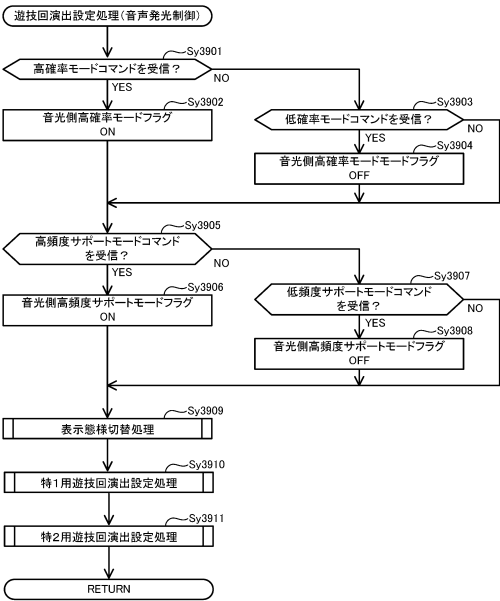 遊技回演出設定処理(音声発光制御)
Sy3901
高確率モードコマンドを受信？
NO
YES
Sy3902
音光側高確率モードフラグ
ON
Sy3903
低確率モードコマンドを受信？
NO
YES
Sy3904
音光側高確率モードモードフラグ
OFF
Sy3905
高頻度サポートモードコマンド
を受信？
NO
YES
Sy3906
音光側高頻度サポートモードフラグ
ON
Sy3907
低頻度サポートモードコマンド
を受信？
NO
YES
Sy3908
音光側高頻度サポートモードフラグ
OFF
Sy3909
表示態様切替処理
Sy3910
特1用遊技回演出設定処理
Sy3911
特2用遊技回演出設定処理
RETURN